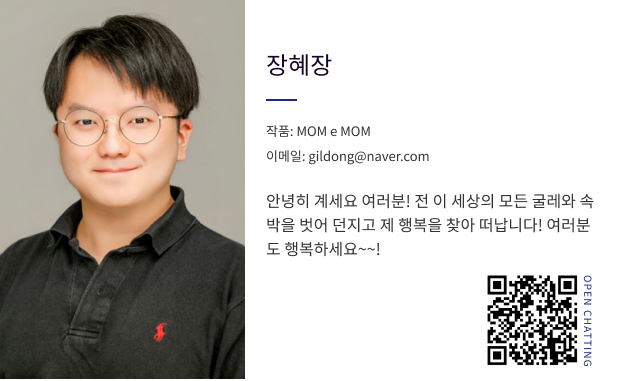 장혜장
작품: MOM e MOM
이메일: gildong@naver.com
안녕히 계세요 여러분! 전 이 세상의 모든 굴레와 속
박을 벗어 던지고 제 행복을 찾아 떠납니다! 여러분
도 행복하세요~~!
OPEN CHATTING